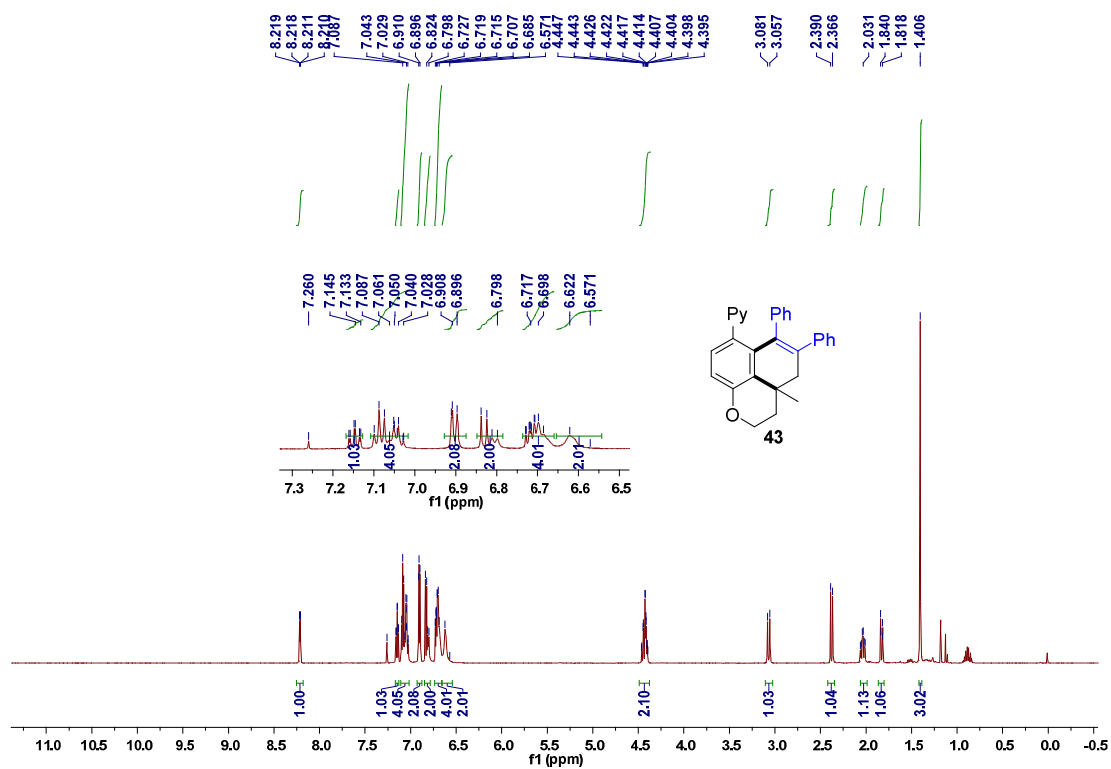 8.219 8.218 8.211 8.210 7.087 7.043 7.029 6.910 6.896 6.824 6.798 6.727 6.719 6.715 6.707 6.685 6.571 4.447 4.443 4.426 4.422 4.417 4.414 4.407 4.404 4.398 4.395 3.081 3.057 2.390 2.366 2.031 1.840 1.818 1.406
7.260 7.145 7.133 7.087 7.061 7.050 7.040 7.028 6.908 6.896 6.798 6.717 6.698 6.622 6.571
Py Ph
Ph
O
43
1.03 4.05 2.08 2.00 4.01 2.01
7.3 7.2 7.1 7.0 6.9 6.8 6.7 6.6 6.5
f1 (ppm)
1.00 1.03 4.05 2.08 2.00 4.01 2.01 2.10 1.03 1.04 1.13 1.06 3.02
11.0 10.5 10.0 9.5 9.0 8.5 8.0 7.5 7.0 6.5 6.0 5.5 5.0 4.5 4.0 3.5 3.0 2.5 2.0 1.5 1.0 0.5 0.0 -0.5
f1 (ppm)